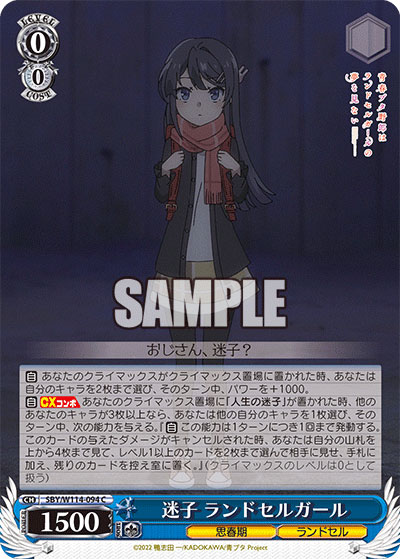 LEVEL
0
0
COST
青春ブタ野郎は
ランドセルガールの
夢を見ない
SAMPLE
おじさん、迷子？
自 あなたのクライマックスがクライマックス置場に置かれた時、あなたは
自分のキャラを2枚まで選び、そのターン中、パワーを＋1000。
自 CXコンボ あなたのクライマックス置場に「人生の迷子」が置かれた時、他の
あなたのキャラが3枚以上なら、あなたは他の自分のキャラを1枚選び、そのターン中、次の能力を与える。『自 この能力は1ターンにつき1回まで発動する。
このカードの与えたダメージがキャンセルされた時、あなたは自分の山札を
上から4枚まで見て、レベル1以上のカードを2枚まで選んで相手に見せ、手札
に加え、残りのカードを控え室に置く。』（クライマックスのレベルは0として
扱う）
CH
SBY/W114-094 C
1500
迷子 ランドセルガール
思春期
ランドセル
©2022 鴨志田 一/KADOKAWA/青ブタ Project